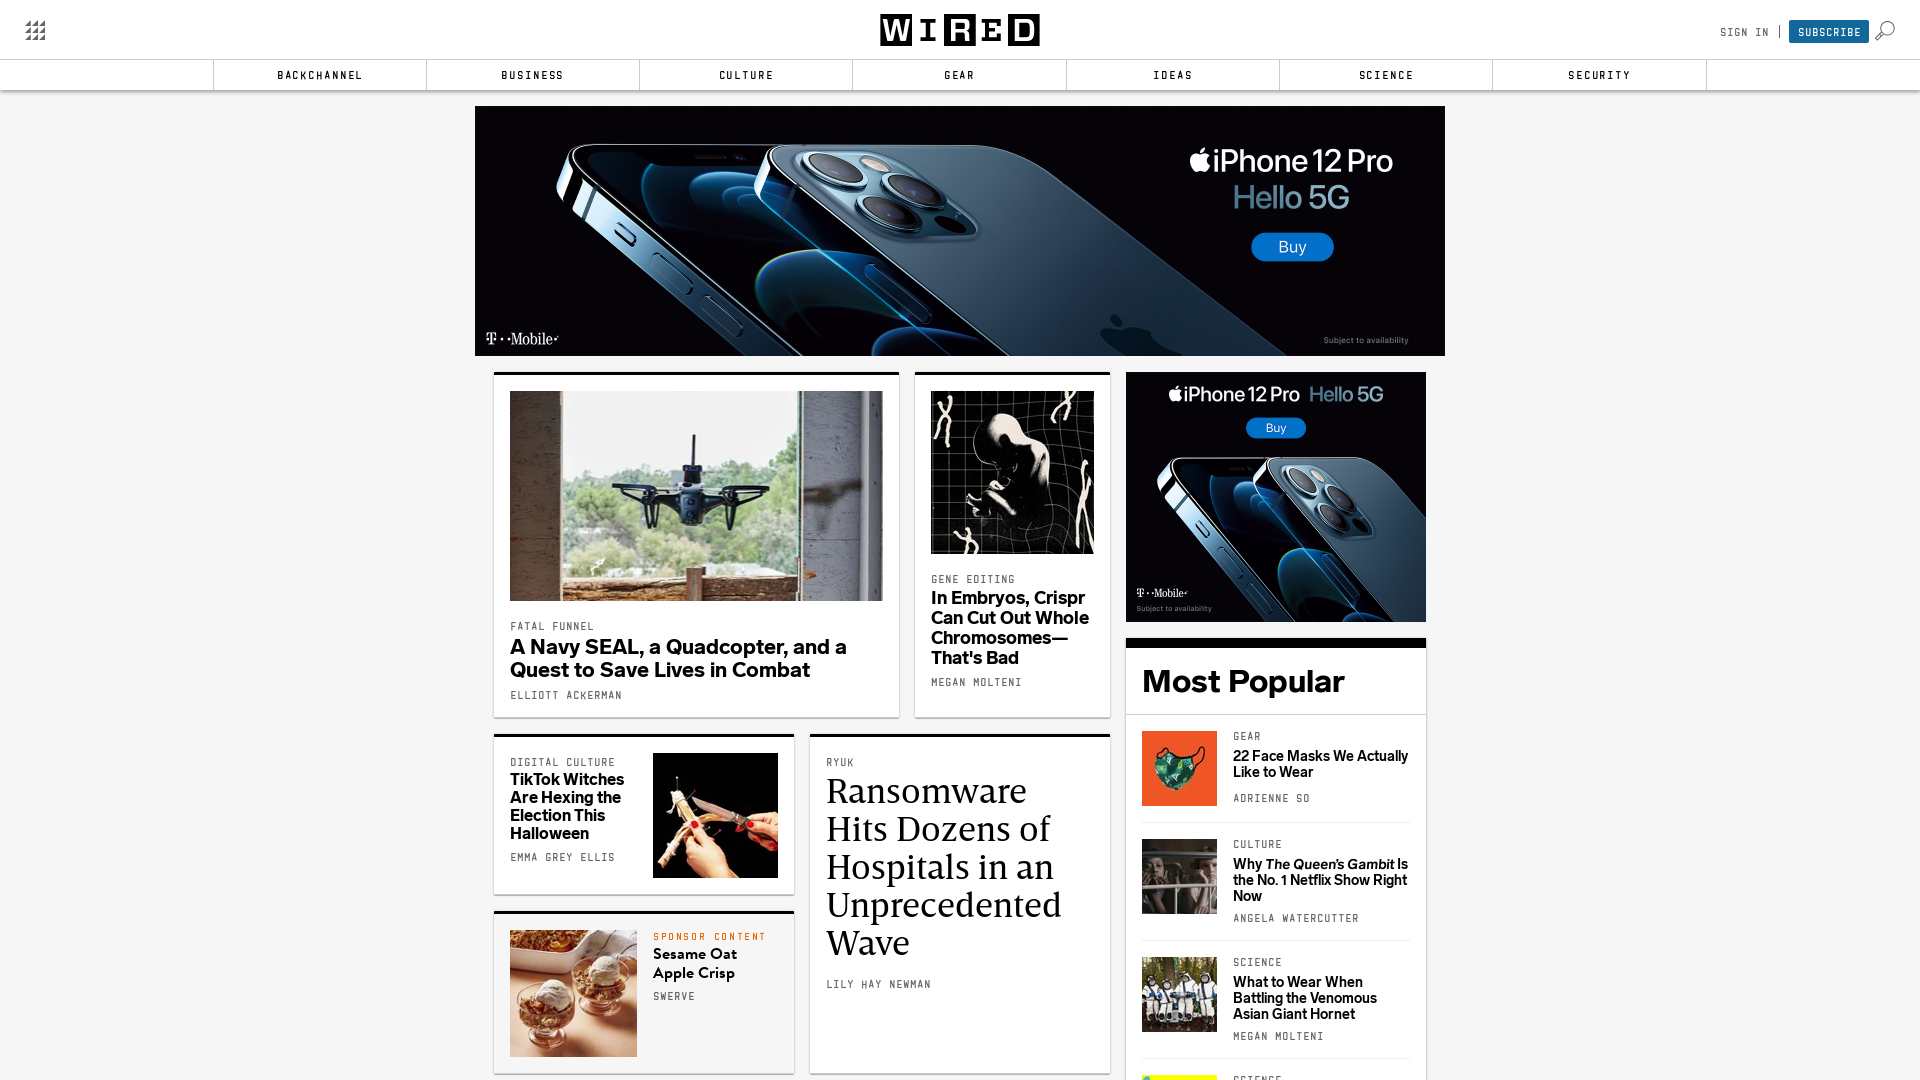 WIRED
SIGN IN
SUBSCRIBE
BACKCHANNEL
BUSINESS
CULTURE
GEAR
IDEAS
SCIENCE
SECURITY
iPhone 12 Pro
Hello 5G
Buy
T··Mobile·
Subject to availability
FATAL FUNNEL
A Navy SEAL, a Quadcopter, and a
Quest to Save Lives in Combat
ELLIOTT ACKERMAN
GENE EDITING
In Embryos, Crispr
Can Cut Out Whole
Chromosomes—
That's Bad
MEGAN MOLTENI
iPhone 12 Pro Hello 5G
Buy
T··Mobile·
Subject to availability
DIGITAL CULTURE
TikTok Witches
Are Hexing the
Election This
Halloween
EMMA GREY ELLIS
SPONSOR CONTENT
Sesame Oat
Apple Crisp
SWERVE
RYUK
Ransomware
Hits Dozens of
Hospitals in an
Unprecedented
Wave
LILY HAY NEWMAN
Most Popular
GEAR
22 Face Masks We Actually
Like to Wear
ADRIENNE SO
CULTURE
Why The Queen's Gambit Is
the No. 1 Netflix Show Right
Now
ANGELA WATERCUTTER
SCIENCE
What to Wear When
Battling the Venomous
Asian Giant Hornet
MEGAN MOLTENI
SCIENCE